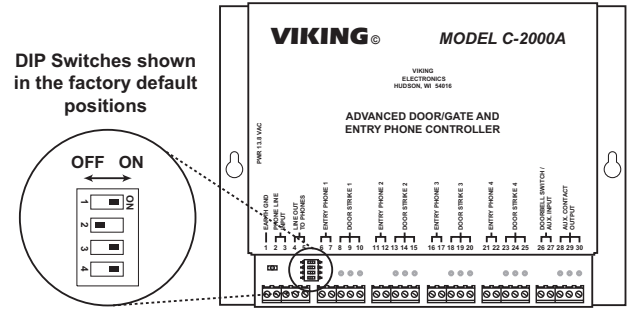 DIP Switches shown
in the factory default
positions
OFF ON
ON
1
2
3
4
VIKING©
MODEL C-2000A
VIKING
ELECTRONICS
HUDSON, WI 54016
ADVANCED DOOR/GATE AND
ENTRY PHONE CONTROLLER
PWR 13.8 VAC
EARTH GND
PHONE LINE
INPUT
LINE OUT
TO PHONES
ENTRY PHONE 1
DOOR STRIKE 1
ENTRY PHONE 2
DOOR STRIKE 2
ENTRY PHONE 3
DOOR STRIKE 3
ENTRY PHONE 4
DOOR STRIKE 4
DOORBELL SWITCH /
AUX. INPUT
AUX. CONTACT
OUTPUT
1 2 3 4 5 6 7 8 9 10 11 12 13 14 15 16 17 18 19 20 21 22 23 24 25 26 27 28 29 30